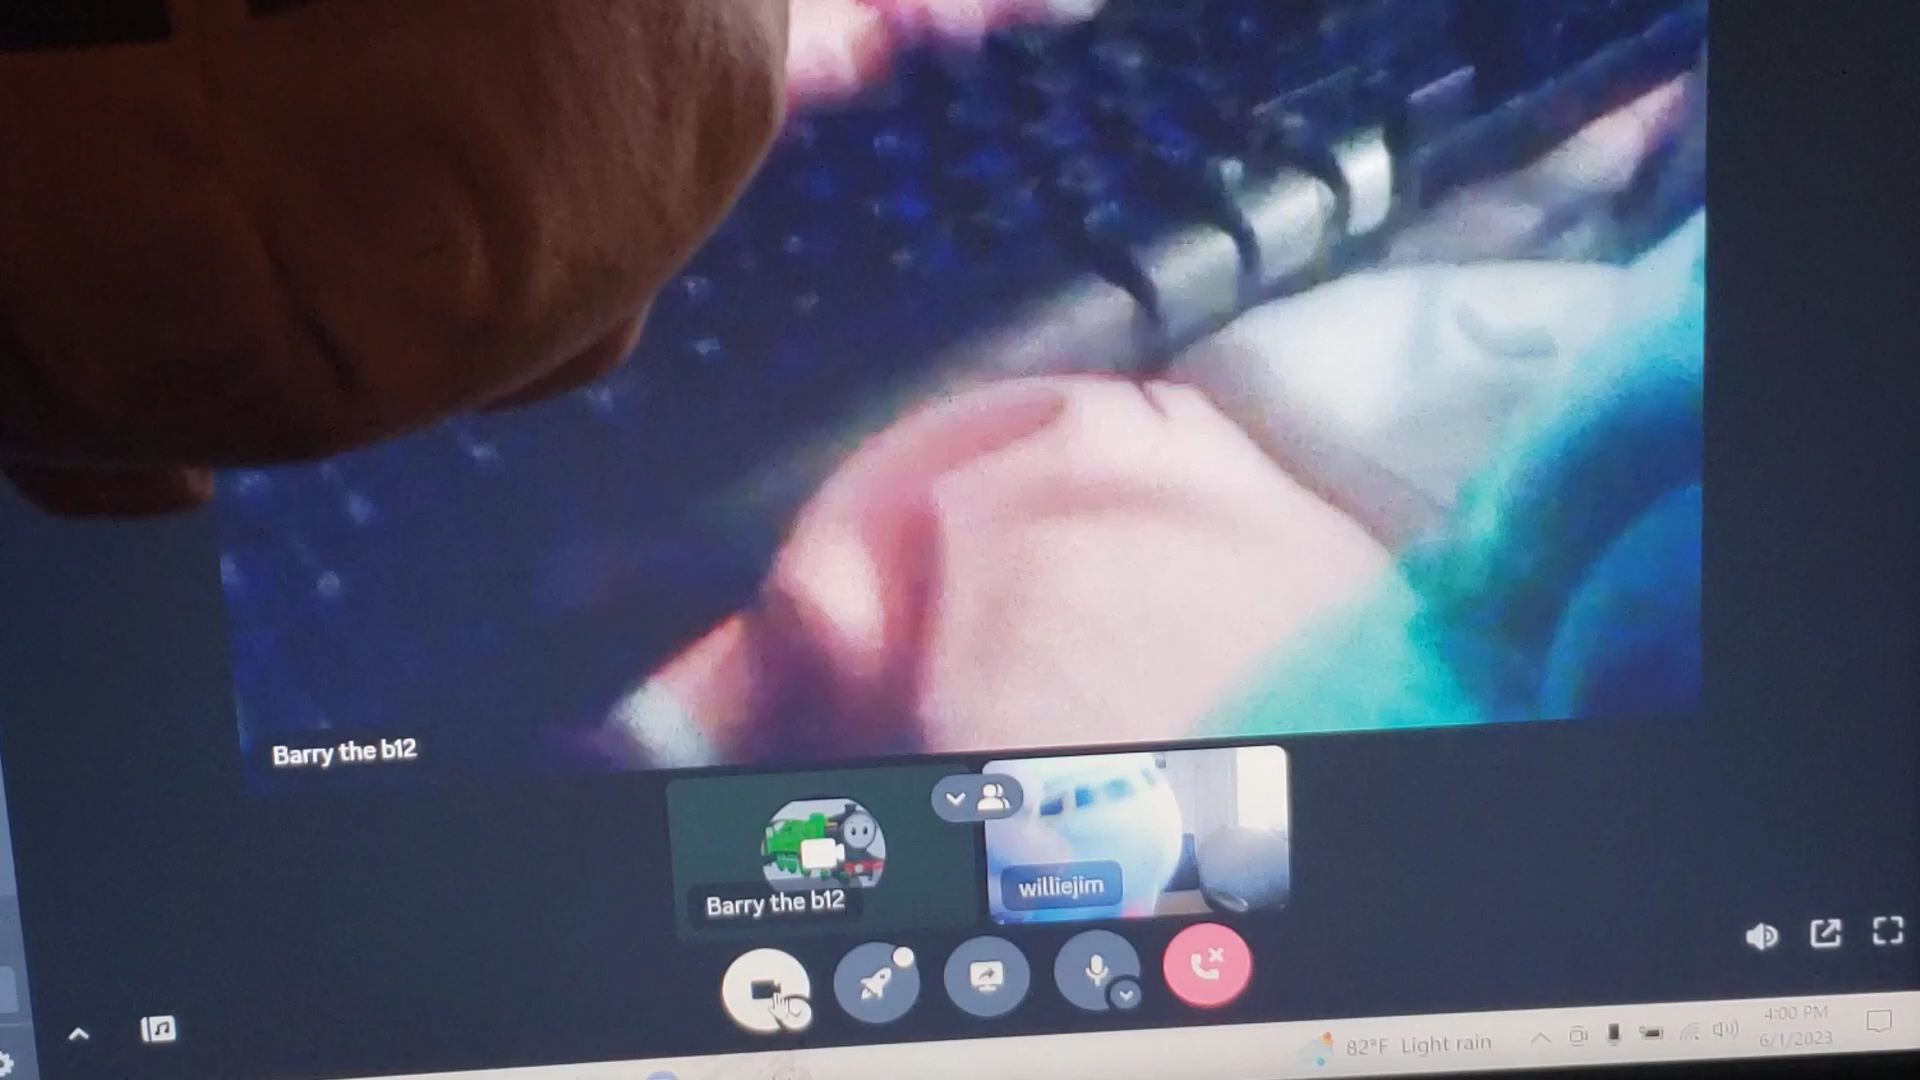 Barry the b12
Barry the b12
williejim
82°F Light rain
4:00 PM
6/1/2023